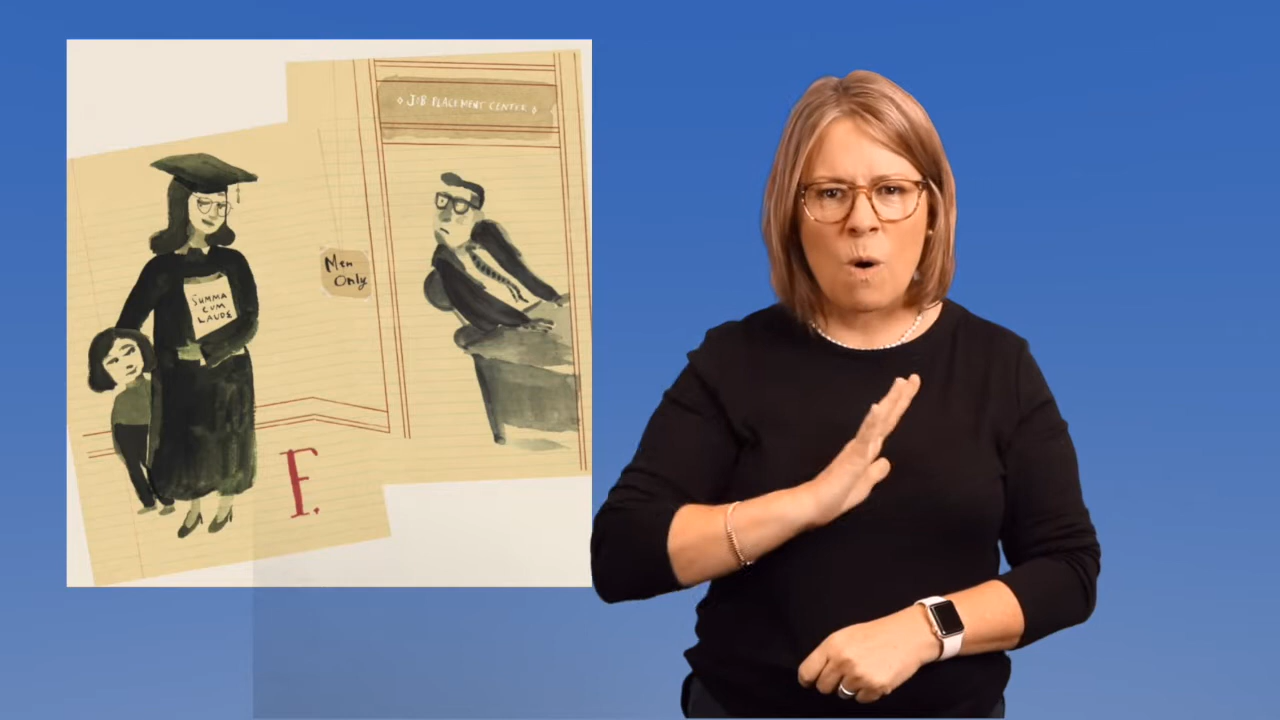 ◊ JOB PLACEMENT CENTER ◊
Men
Only
SUMMA
CUM
LAUDE
F.